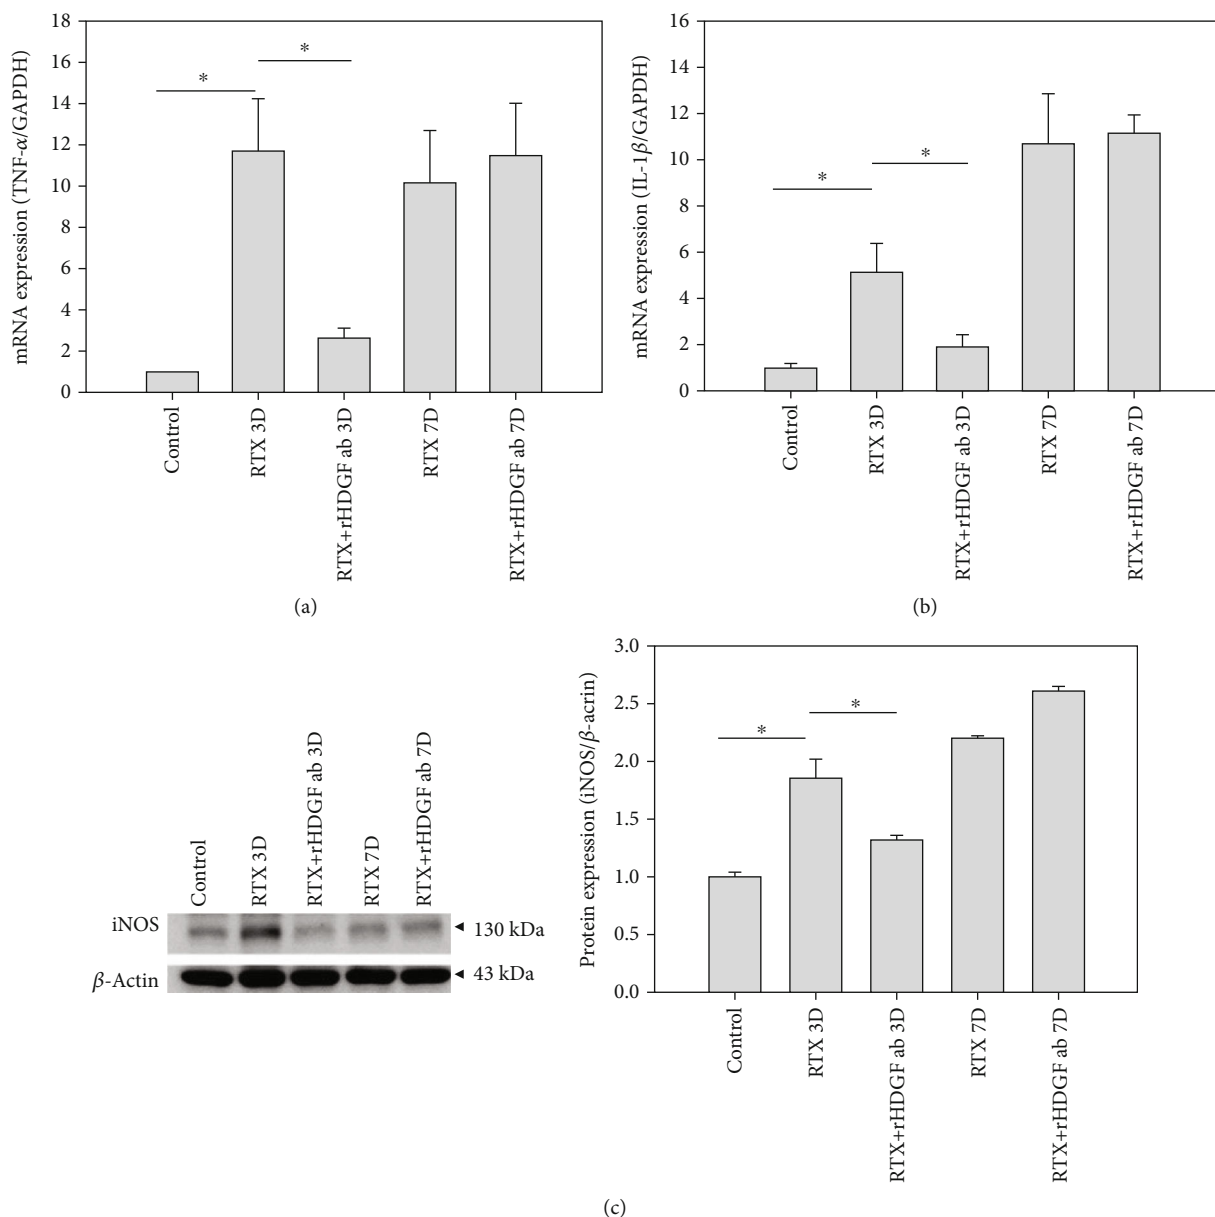 18
16
14
12
10
8
6
4
2
0
mRNA expression (TNF-α/GAPDH)
*
*
Control
RTX 3D
RTX+rHDGF ab 3D
RTX 7D
RTX+rHDGF ab 7D
(a)
16
14
12
10
8
6
4
2
0
mRNA expression (IL-1β/GAPDH)
*
*
Control
RTX 3D
RTX+rHDGF ab 3D
RTX 7D
RTX+rHDGF ab 7D
(b)
Control
RTX 3D
RTX+rHDGF ab 3D
RTX 7D
RTX+rHDGF ab 7D
iNOS
130 kDa
β-Actin
43 kDa
3.0
2.5
2.0
1.5
1.0
0.5
0.0
Protein expression (iNOS/β-acrin)
*
*
Control
RTX 3D
RTX+rHDGF ab 3D
RTX 7D
RTX+rHDGF ab 7D
(c)